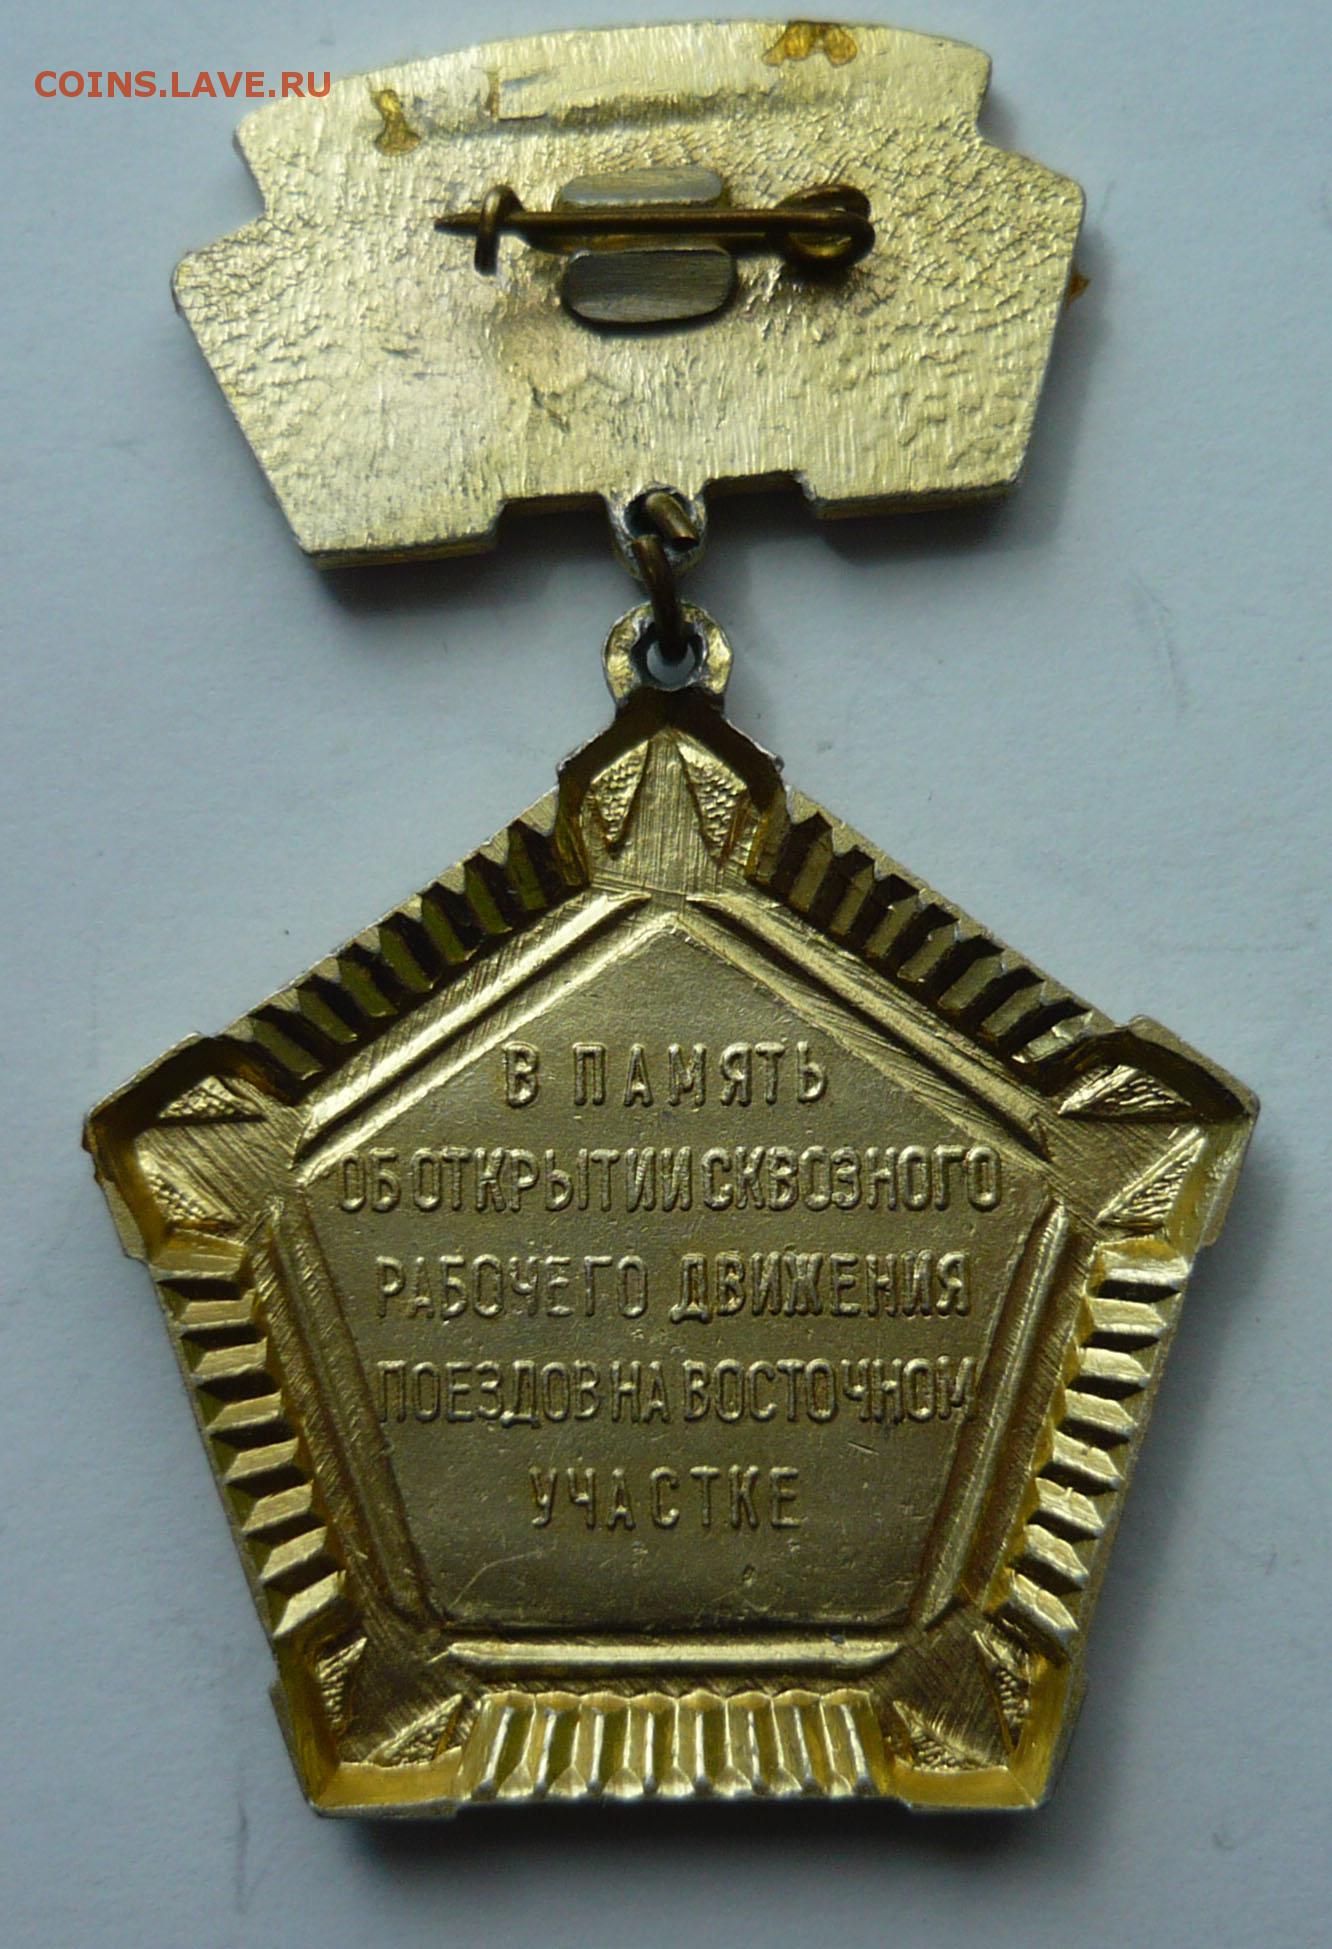 COINS.LAVE.RU
В ПАМЯТЬ
ОБ ОТКРЫТИИ СКВОЗНОГО
РАБОЧЕГО ДВИЖЕНИЯ
ПОЕЗДОВ НА ВОСТОЧНОМ
УЧАСТКЕ